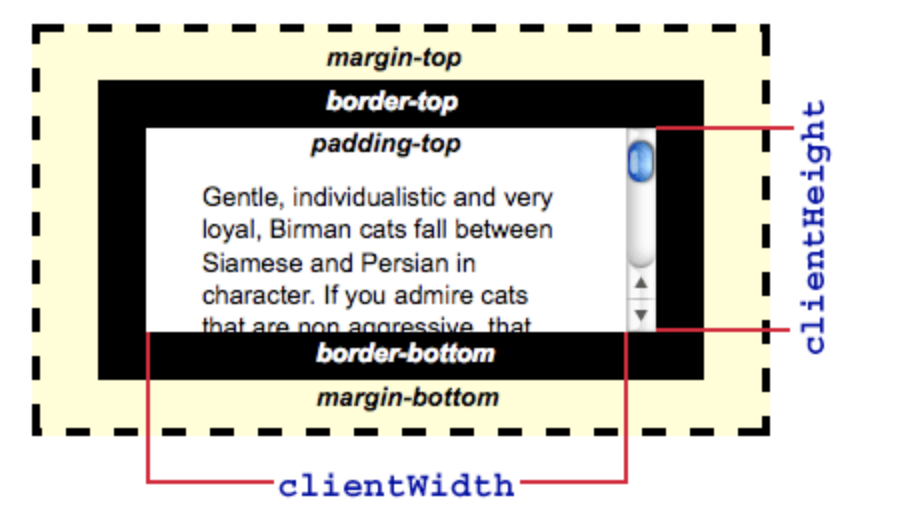 margin-top
border-top
padding-top
Gentle, individualistic and very
loyal, Birman cats fall between
Siamese and Persian in
character. If you admire cats
that are non aggressive, that
border-bottom
margin-bottom
clientWidth
clientHeight